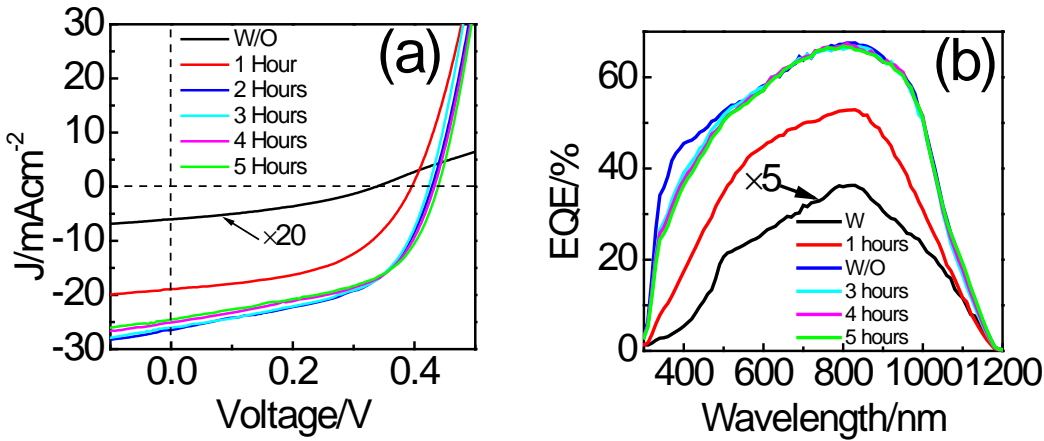 (a)
J/mAcm-2
30
20
10
0
-10
-20
-30
W/O
1 Hour
2 Hours
3 Hours
4 Hours
5 Hours
×20
0.0 0.2 0.4
Voltage/V
(b)
EQE/%
60
40
20
0
×5
W
1 hours
W/O
3 hours
4 hours
5 hours
400 600 800 1000 1200
Wavelength/nm